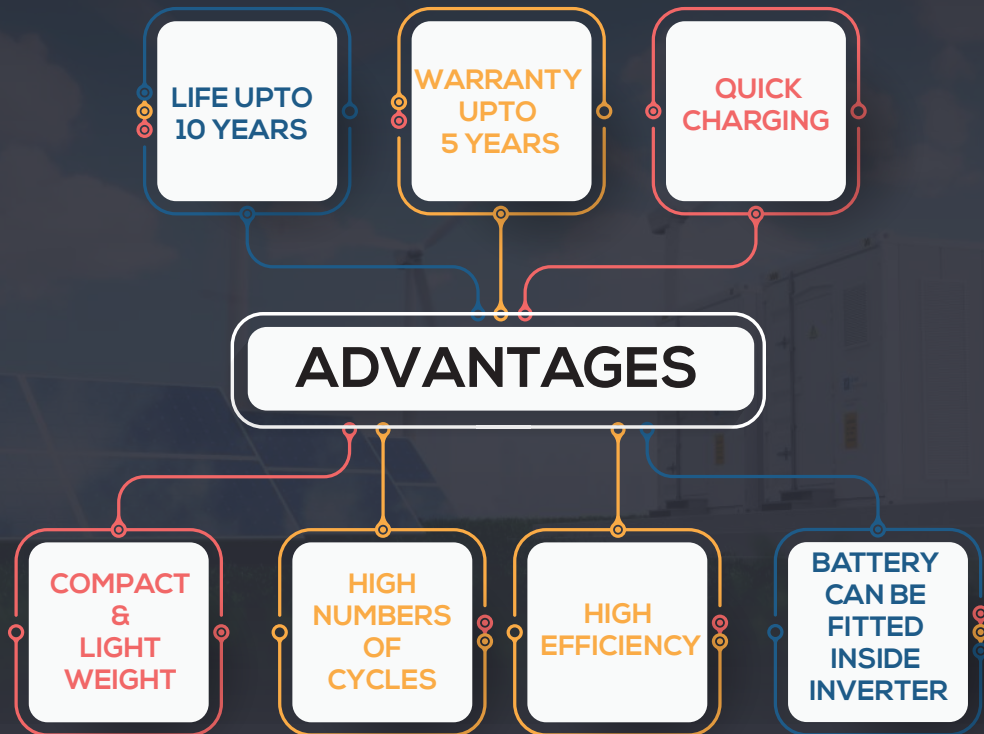 LIFE UPTO
10 YEARS
WARRANTY
UPTO
5 YEARS
QUICK
CHARGING
ADVANTAGES
COMPACT
&
LIGHT
WEIGHT
HIGH
NUMBERS
OF
CYCLES
HIGH
EFFICIENCY
BATTERY
CAN BE
FITTED
INSIDE
INVERTER